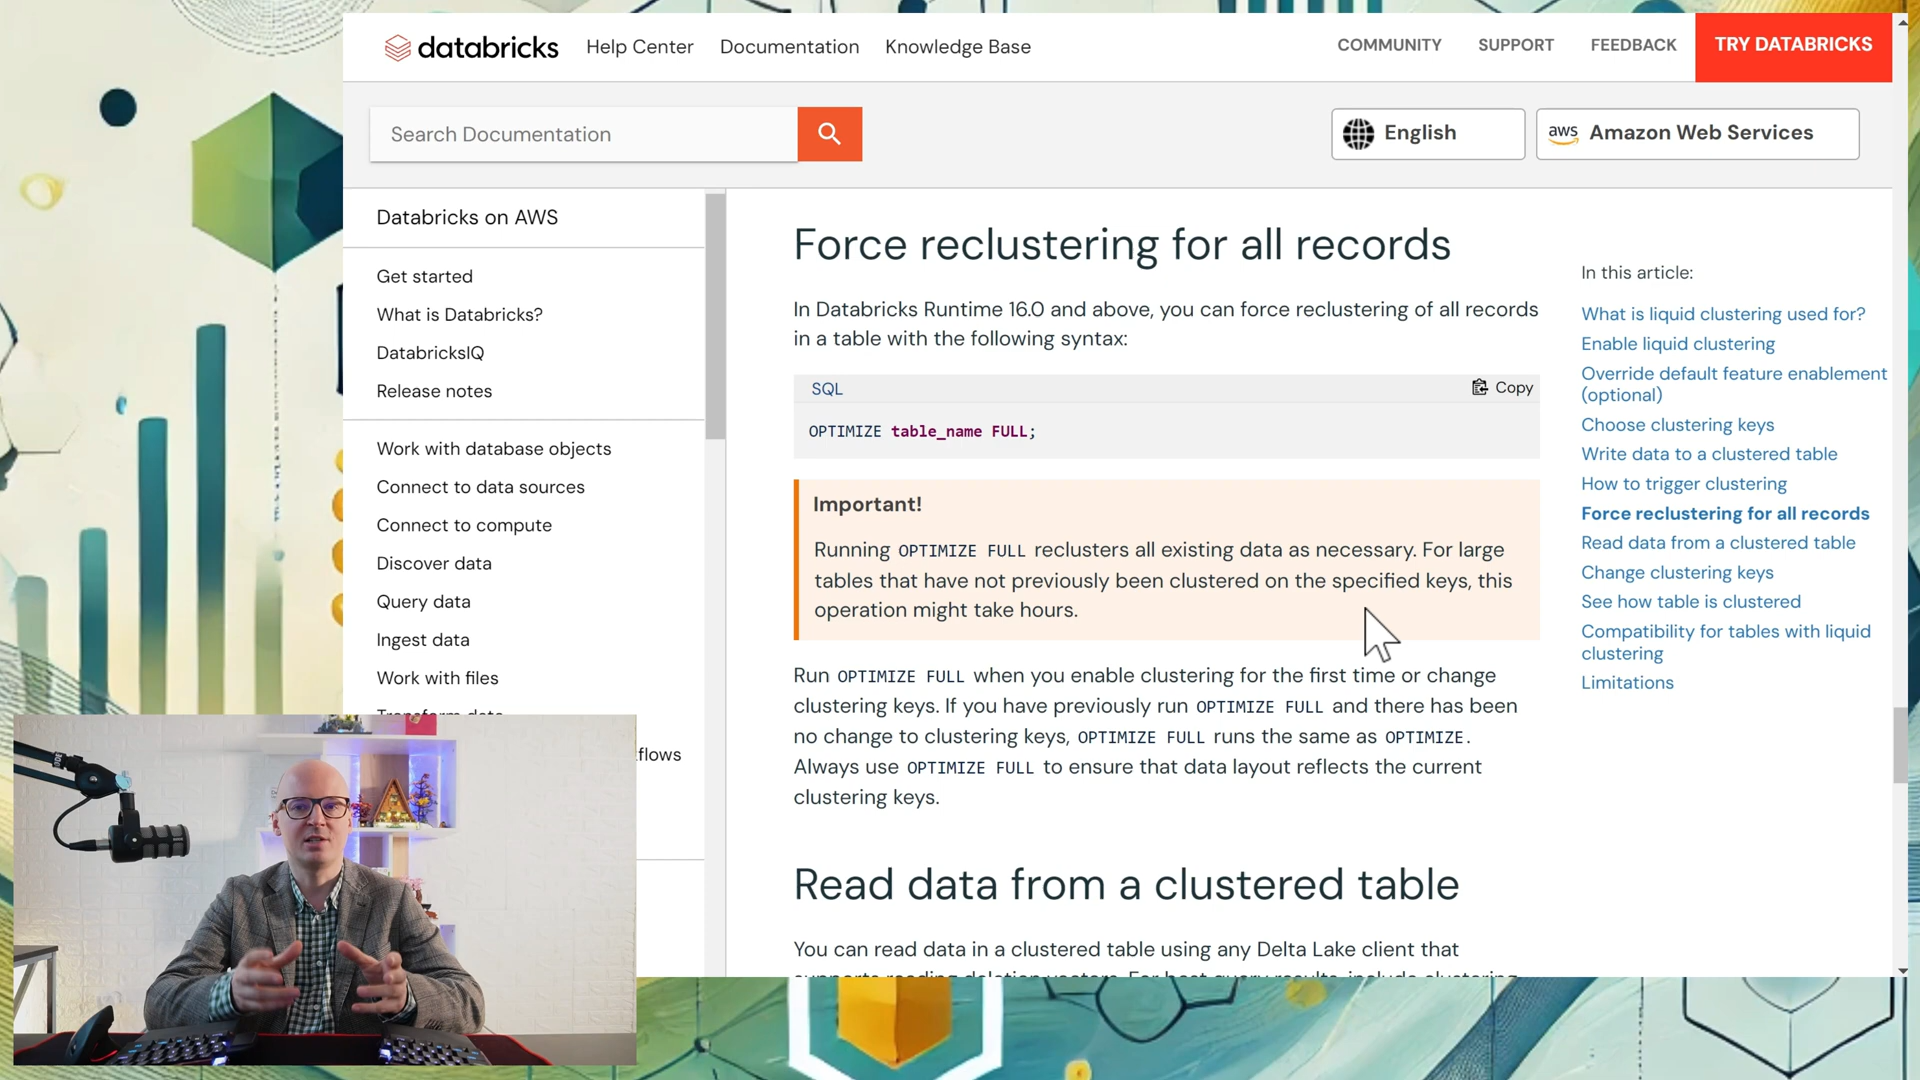 databricks
Help Center
Documentation
Knowledge Base
COMMUNITY
SUPPORT
FEEDBACK
TRY DATABRICKS
Search Documentation
English
aws Amazon Web Services
Databricks on AWS
Get started
What is Databricks?
DatabricksIQ
Release notes
Work with database objects
Connect to data sources
Connect to compute
Discover data
Query data
Ingest data
Work with files
flows
Force reclustering for all records
In Databricks Runtime 16.0 and above, you can force reclustering of all records
in a table with the following syntax:
SQL
Copy
OPTIMIZE table_name FULL;
Important!
Running OPTIMIZE FULL reclusters all existing data as necessary. For large
tables that have not previously been clustered on the specified keys, this
operation might take hours.
Run OPTIMIZE FULL when you enable clustering for the first time or change
clustering keys. If you have previously run OPTIMIZE FULL and there has been
no change to clustering keys, OPTIMIZE FULL runs the same as OPTIMIZE.
Always use OPTIMIZE FULL to ensure that data layout reflects the current
clustering keys.
Read data from a clustered table
You can read data in a clustered table using any Delta Lake client that
In this article:
What is liquid clustering used for?
Enable liquid clustering
Override default feature enablement
(optional)
Choose clustering keys
Write data to a clustered table
How to trigger clustering
Force reclustering for all records
Read data from a clustered table
Change clustering keys
See how table is clustered
Compatibility for tables with liquid
clustering
Limitations